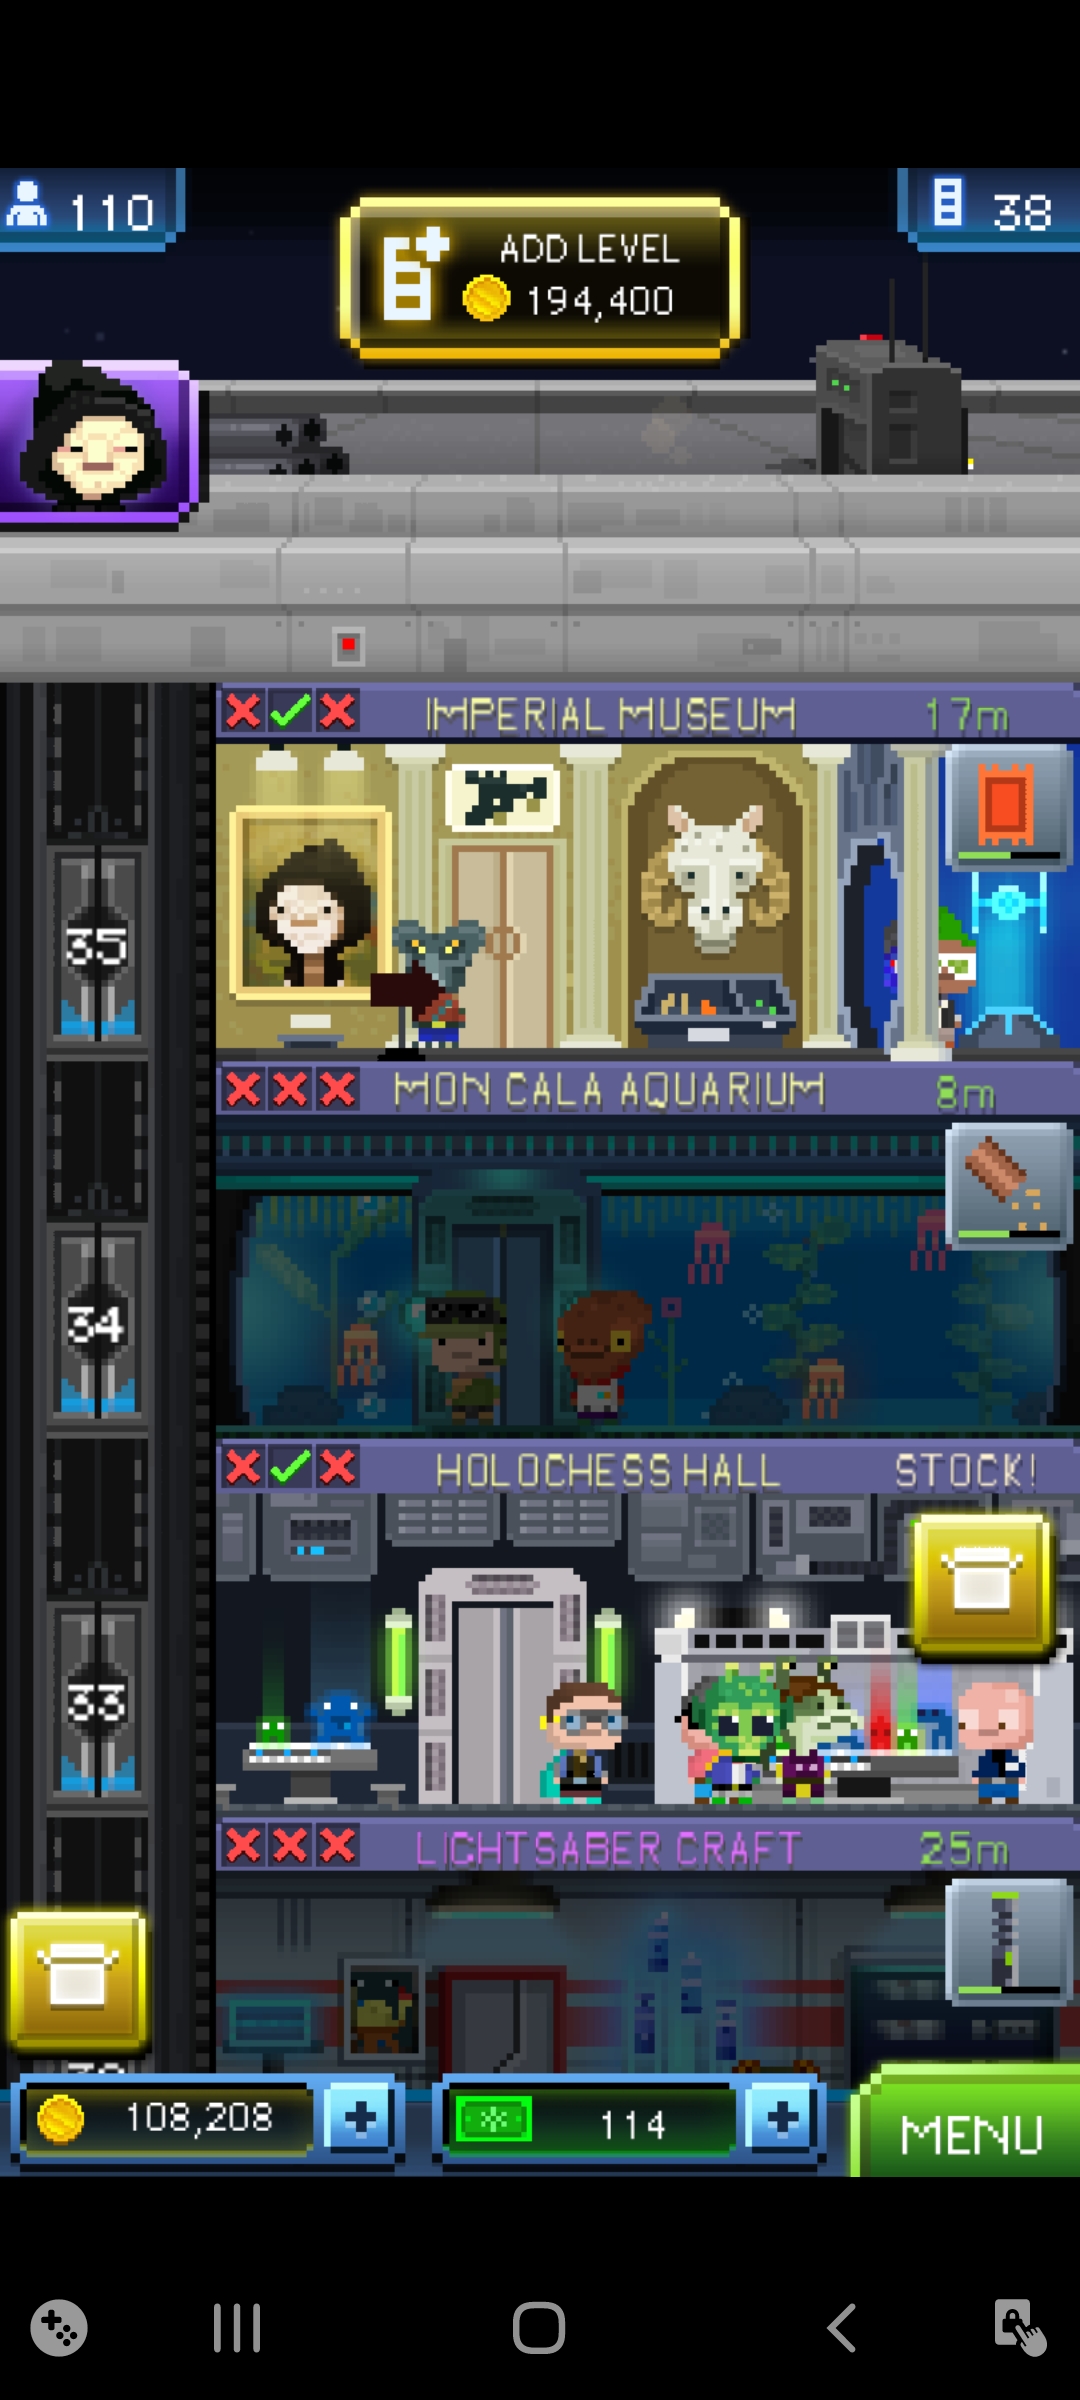 110
ADD LEVEL
194,400
38
IMPERIAL MUSEUM 17m
35
MON CALA AQUARIUM 8m
34
HOLOCHESS HALL STOCK!
33
LIGHTSABER CRAFT 25m
108,208
114
MENU